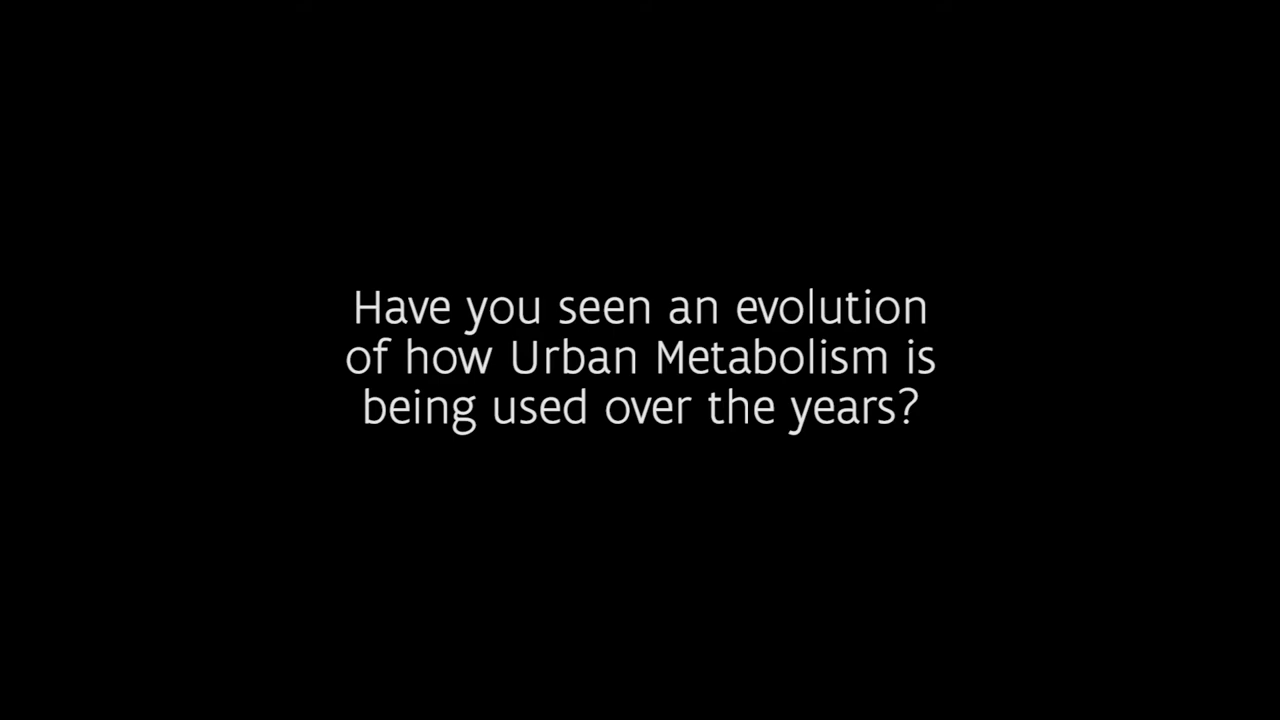 Have you seen an evolution
of how Urban Metabolism is
being used over the years?